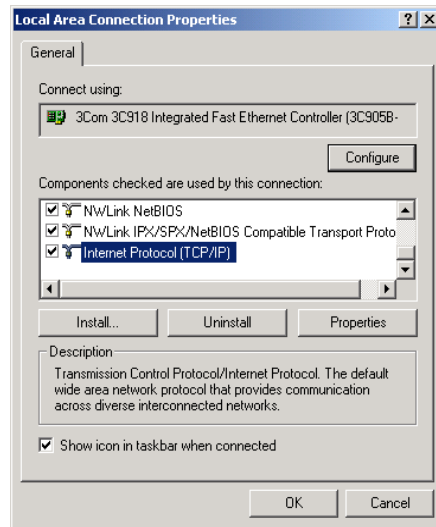 Local Area Connection Properties
General
Connect using:
3Com 3C918 Integrated Fast Ethernet Controller (3C905B-
Configure
Components checked are used by this connection:
NWLink NetBIOS
NWLink IPX/SPX/NetBIOS Compatible Transport Proto
Internet Protocol (TCP/IP)
Install... Uninstall Properties
Description
Transmission Control Protocol/Internet Protocol. The default
wide area network protocol that provides communication
across diverse interconnected networks.
Show icon in taskbar when connected
OK Cancel